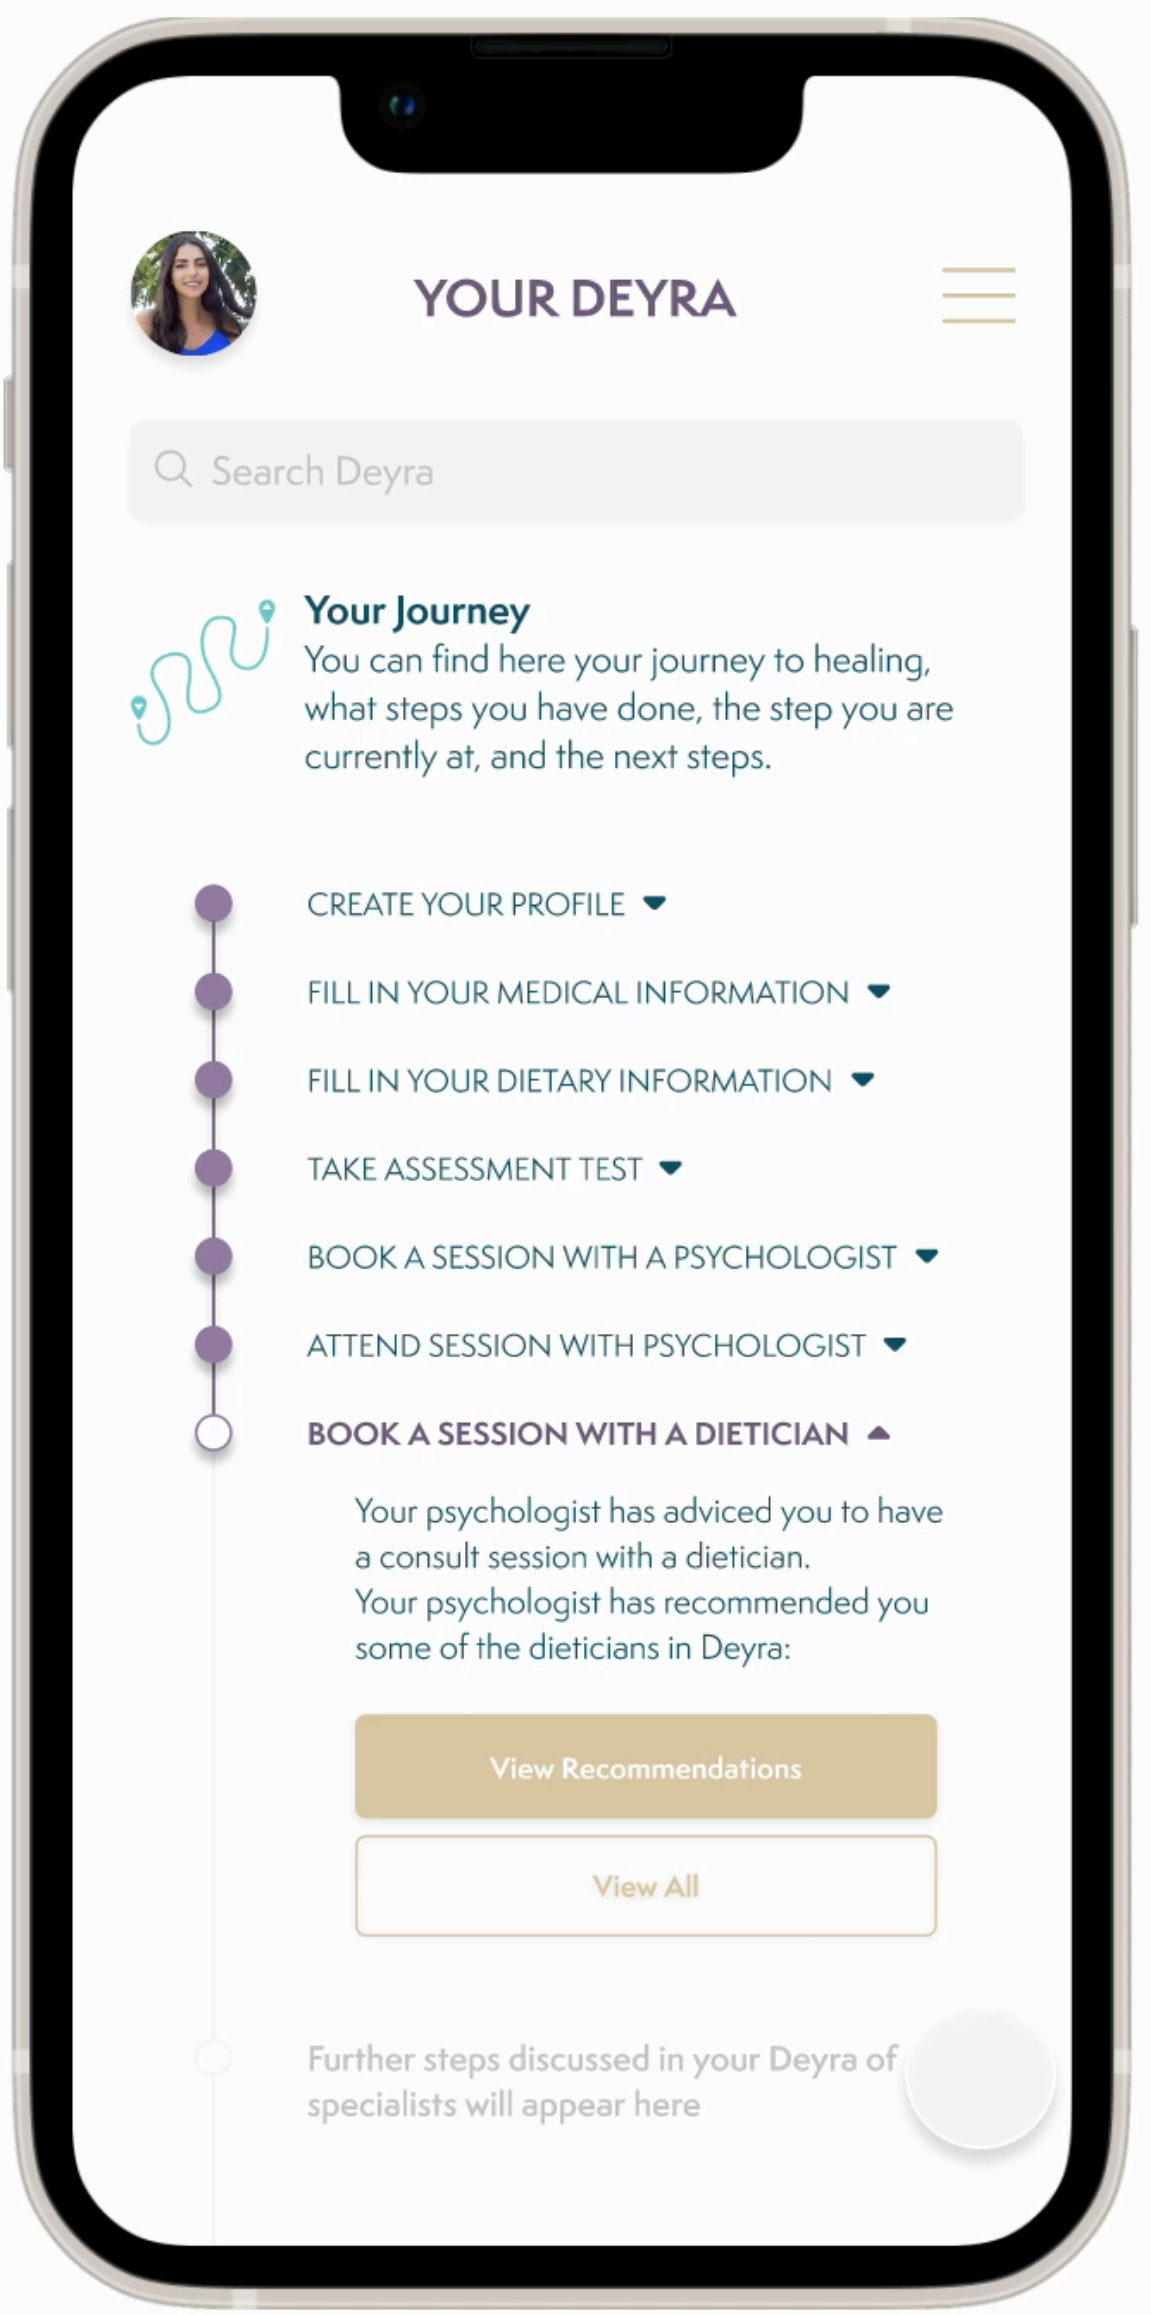 YOUR DEYRA
Search Deyra
Your Journey
You can find here your journey to healing,
what steps you have done, the step you are
currently at, and the next steps.
CREATE YOUR PROFILE
FILL IN YOUR MEDICAL INFORMATION
FILL IN YOUR DIETARY INFORMATION
TAKE ASSESSMENT TEST
BOOK A SESSION WITH A PSYCHOLOGIST
ATTEND SESSION WITH PSYCHOLOGIST
BOOK A SESSION WITH A DIETICIAN
Your psychologist has adviced you to have
a consult session with a dietician.
Your psychologist has recommended you
some of the dieticians in Deyra:
View Recommendations
View All
Further steps discussed in your Deyra of
specialists will appear here